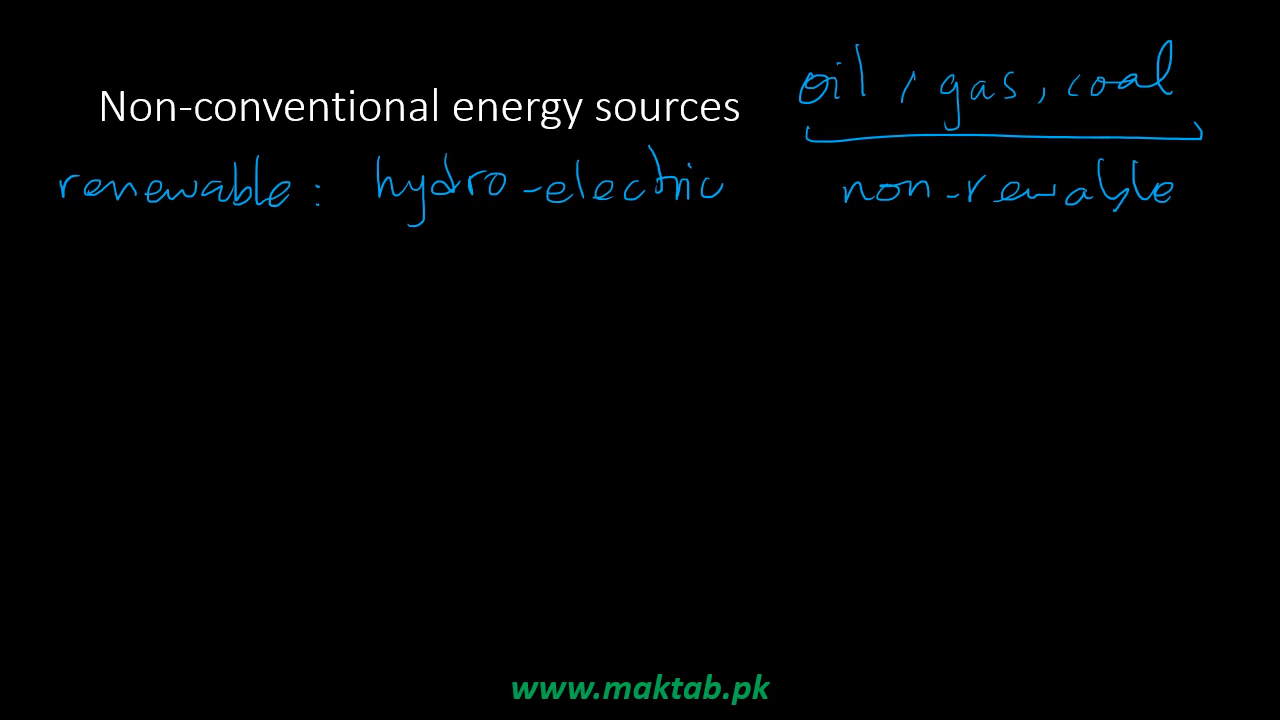 Non-conventional energy sources
oil, gas, coal
renewable: hydro-electric
non-rewable
www.maktab.pk